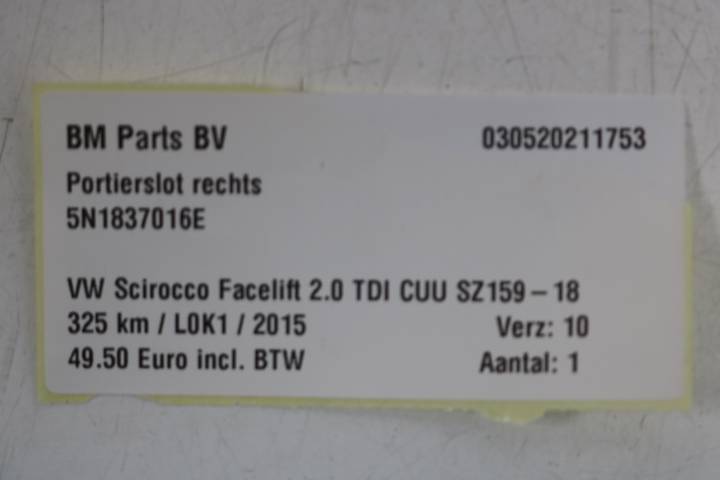 BM Parts BV 030520211753
Portierslot rechts
5N1837016E
VW Scirocco Facelift 2.0 TDI CUU SZ159 – 18
325 km / L0K1 / 2015 Verz: 10
49.50 Euro incl. BTW Aantal: 1